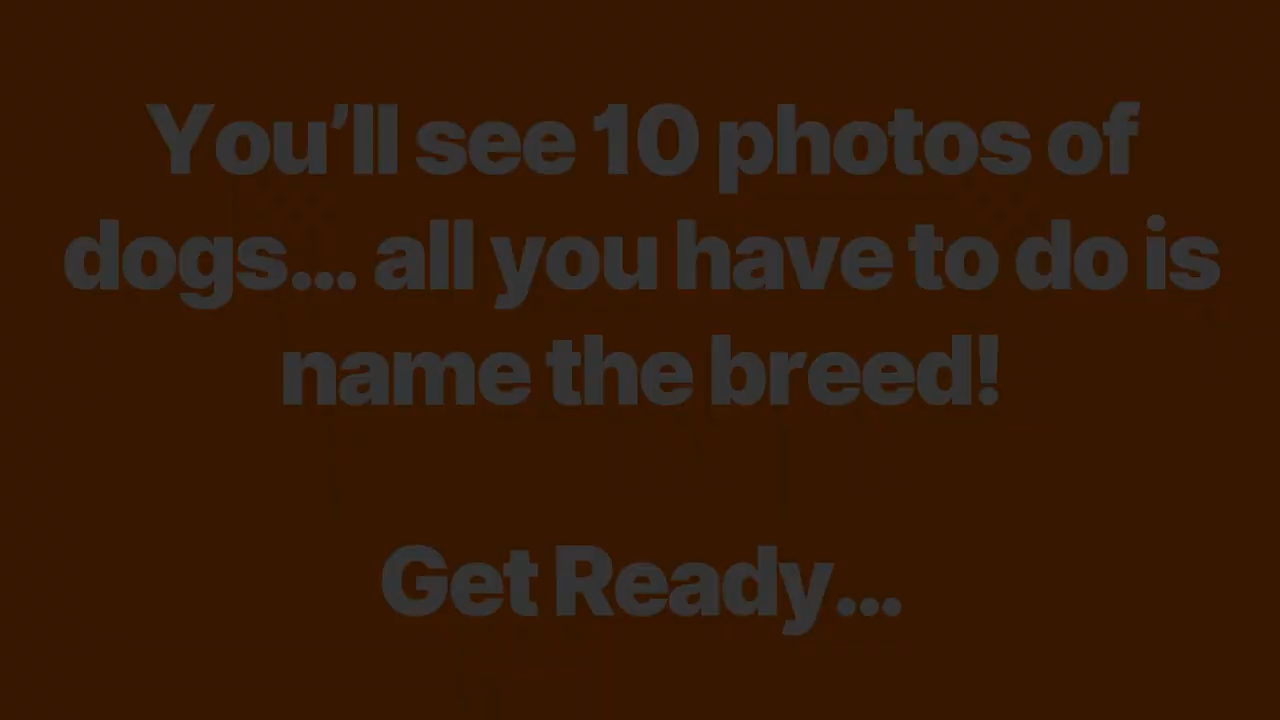 You’ll see 10 photos of
dogs... all you have to do is
name the breed!
Get Ready...